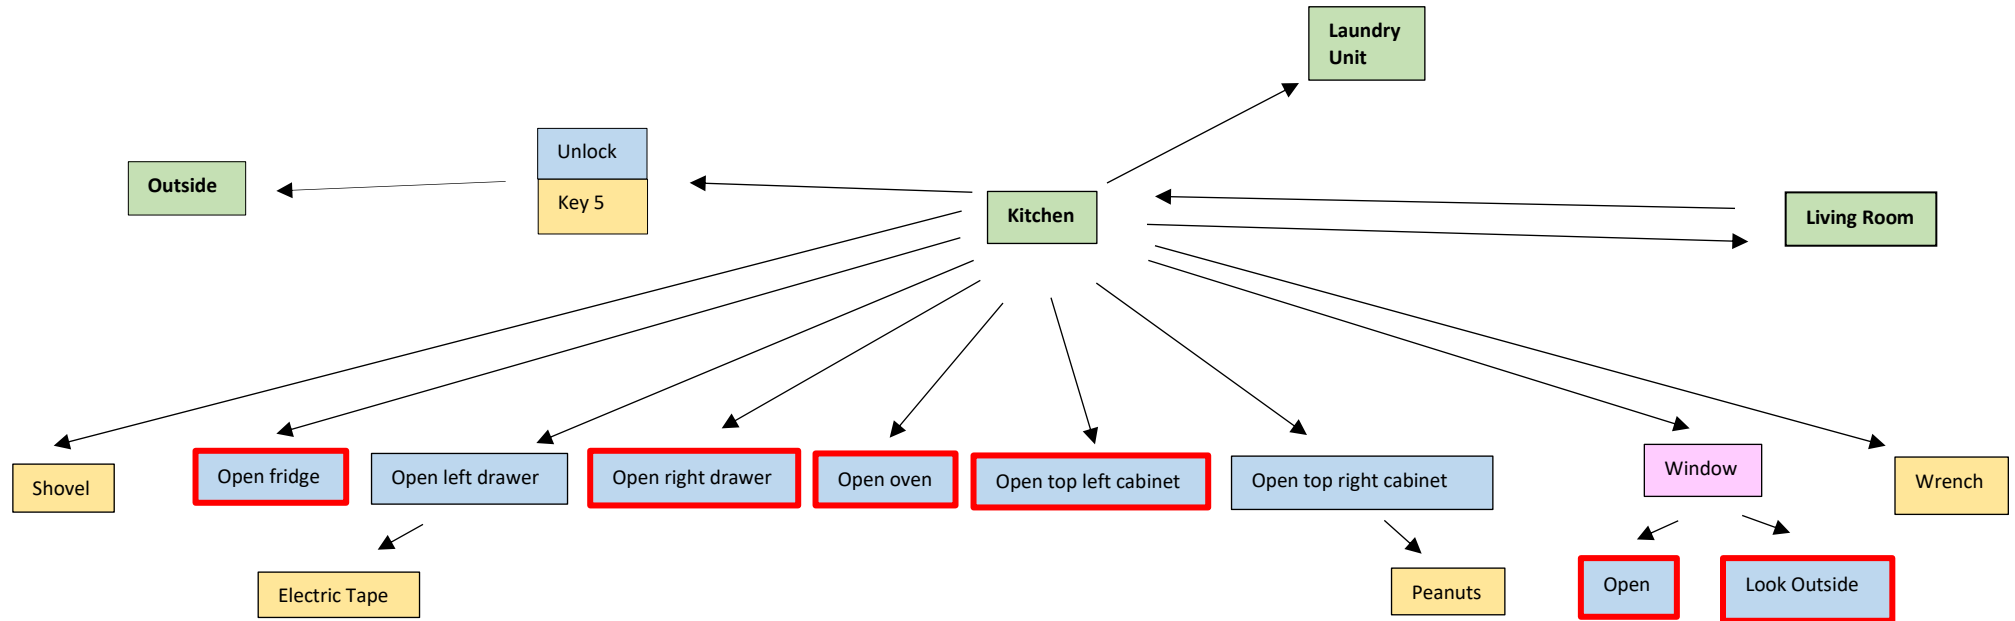 Laundry
Unit
Unlock
Outside
Key 5
Kitchen
Living Room
Shovel
Open fridge
Open left drawer
Open right drawer
Open oven
Open top left cabinet
Open top right cabinet
Window
Wrench
Electric Tape
Peanuts
Open
Look Outside